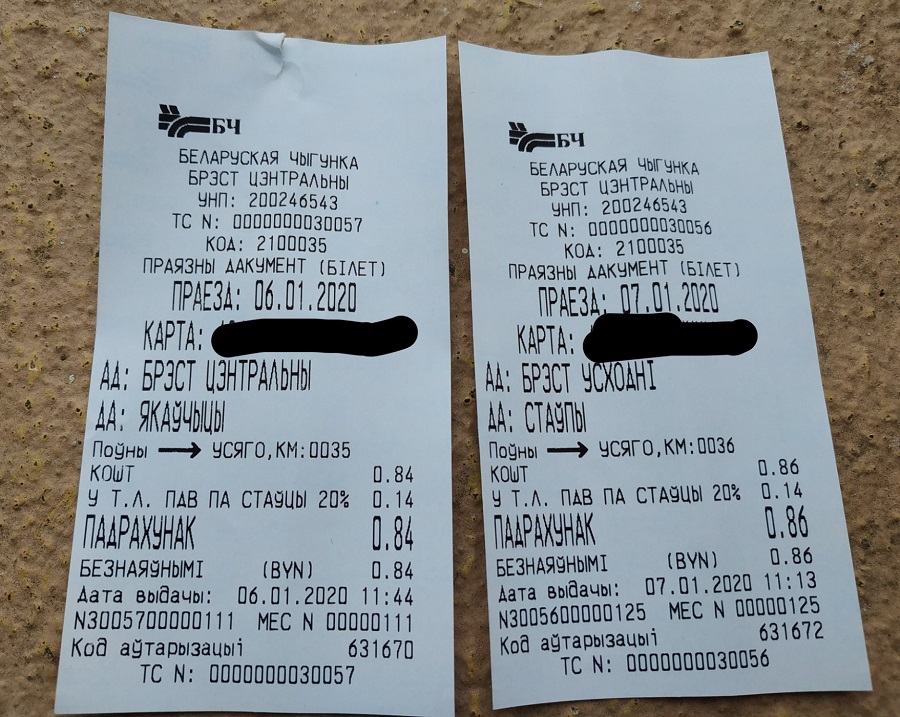 БЧ
БЕЛАРУСКАЯ ЧЫГУНКА
БРЭСТ ЦЭНТРАЛЬНЫ
УНП: 200246543
ТС N: 0000000030057
КОД: 2100035
ПРАЯЗНЫ ДАКУМЕНТ (БІЛЕТ)
ПРАЕЗД: 06.01.2020
КАРТА:
АД: БРЭСТ ЦЭНТРАЛЬНЫ
ДА: ЯКАЎЧЫЦЫ
Поўны → УСЯГО,КМ:0035
КОШТ 0.84
У Т.Л. ПДВ ПА СТАЎЦЫ 20% 0.14
ПАДРАХУНАК 0.84
БЕЗНАЯЎНЫМІ (BYN) 0.84
Дата выдачы: 06.01.2020 11:44
N3005700000111 МЕС N 00000111
Код аўтарызацыі 631670
ТС N: 0000000030057
БЧ
БЕЛАРУСКАЯ ЧЫГУНКА
БРЭСТ ЦЭНТРАЛЬНЫ
УНП: 200246543
ТС N: 0000000030056
КОД: 2100035
ПРАЯЗНЫ ДАКУМЕНТ (БІЛЕТ)
ПРАЕЗД: 07.01.2020
КАРТА:
АД: БРЭСТ УСХОДНІ
ДА: СТАЎПЫ
Поўны → УСЯГО,КМ:0036
КОШТ 0.86
У Т.Л. ПДВ ПА СТАЎЦЫ 20% 0.14
ПАДРАХУНАК 0.86
БЕЗНАЯЎНЫМІ (BYN) 0.86
Дата выдачы: 07.01.2020 11:13
N3005600000125 МЕС N 00000125
Код аўтарызацыі 631672
ТС N: 0000000030056